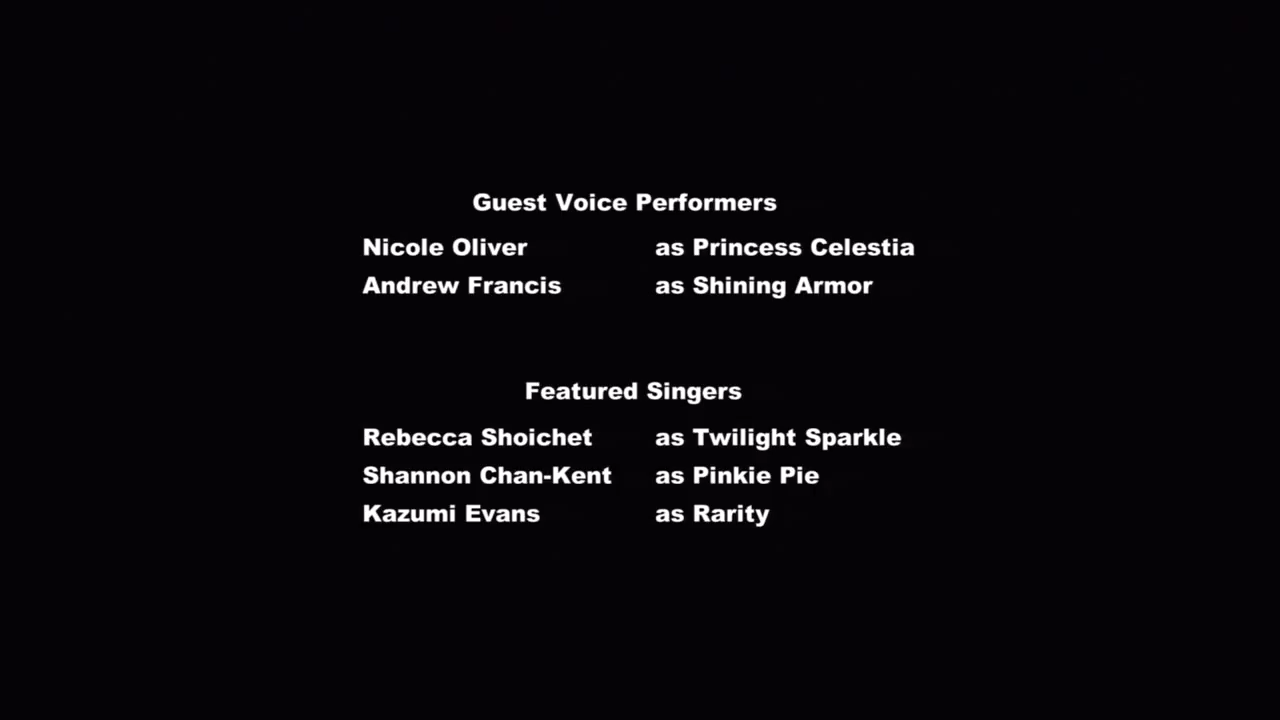 Guest Voice Performers
Nicole Oliver as Princess Celestia
Andrew Francis as Shining Armor
Featured Singers
Rebecca Shoichet as Twilight Sparkle
Shannon Chan-Kent as Pinkie Pie
Kazumi Evans as Rarity